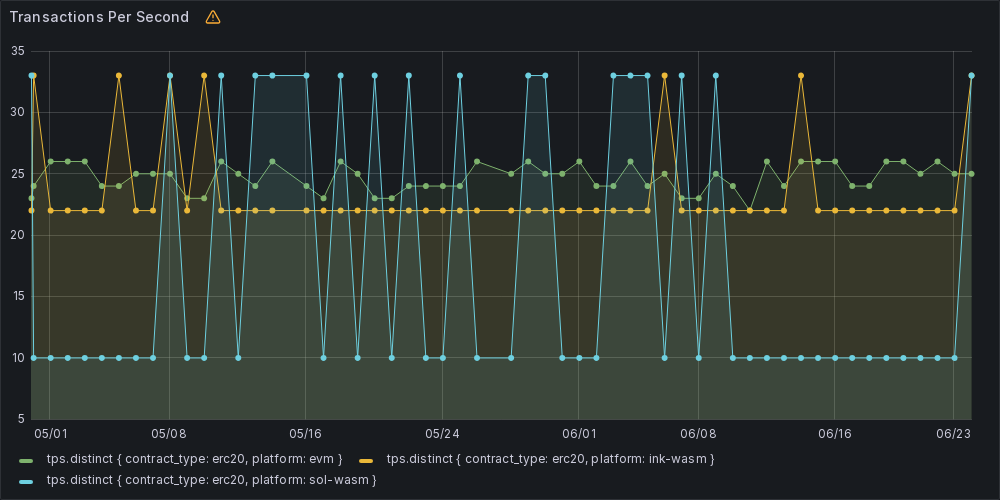 Transactions Per Second
35
30
25
20
15
10
5
05/01 05/08 05/16 05/24 06/01 06/08 06/16 06/23
tps.distinct { contract_type: erc20, platform: evm } tps.distinct { contract_type: erc20, platform: ink-wasm }
tps.distinct { contract_type: erc20, platform: sol-wasm }